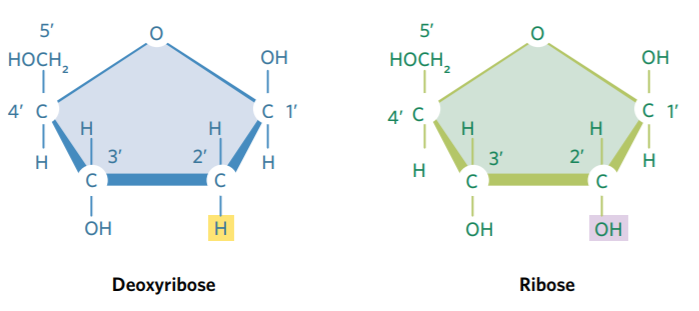 5′
O
HOCH₂
OH
4′ C
C 1′
H
H
H
3′
2′
H
C
C
OH
H
Deoxyribose
5′
O
HOCH₂
OH
4′ C
C 1′
H
H
H
3′
2′
H
C
C
OH
OH
Ribose